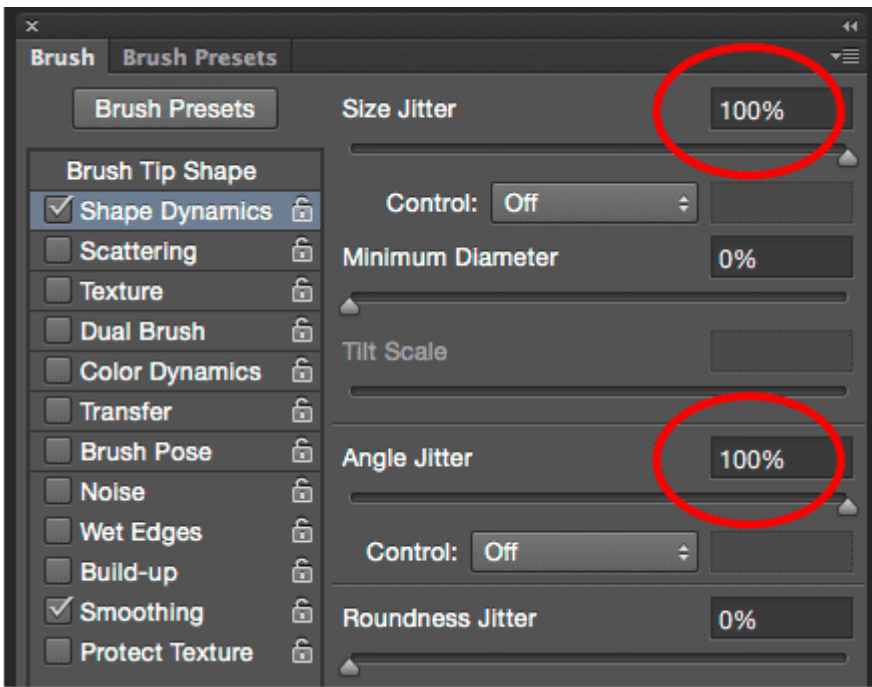 Brush Brush Presets
Brush Presets
Brush Tip Shape
Shape Dynamics
Scattering
Texture
Dual Brush
Color Dynamics
Transfer
Brush Pose
Noise
Wet Edges
Build-up
Smoothing
Protect Texture
Size Jitter 100%
Control: Off
Minimum Diameter 0%
Tilt Scale
Angle Jitter 100%
Control: Off
Roundness Jitter 0%